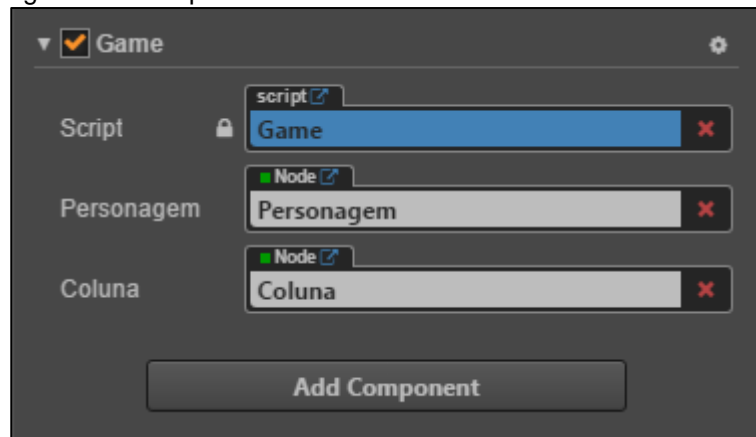 Game
script
Script
Game
Node
Personagem
Personagem
Node
Coluna
Coluna
Add Component